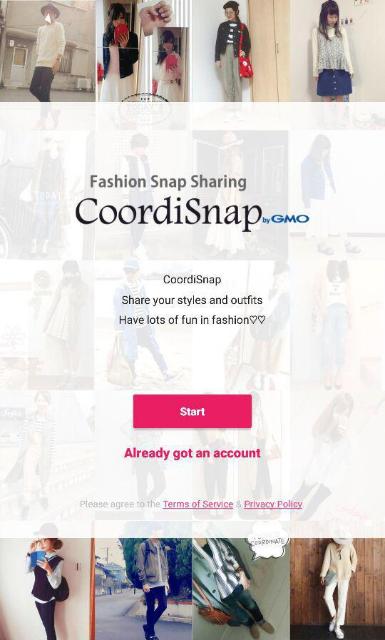 Fashion Snap Sharing
CoordiSnap by GMO
CoordiSnap
Share your styles and outfits
Have lots of fun in fashion♡♡
Start
Already got an account
Please agree to the Terms of Service & Privacy Policy
COORDINATE